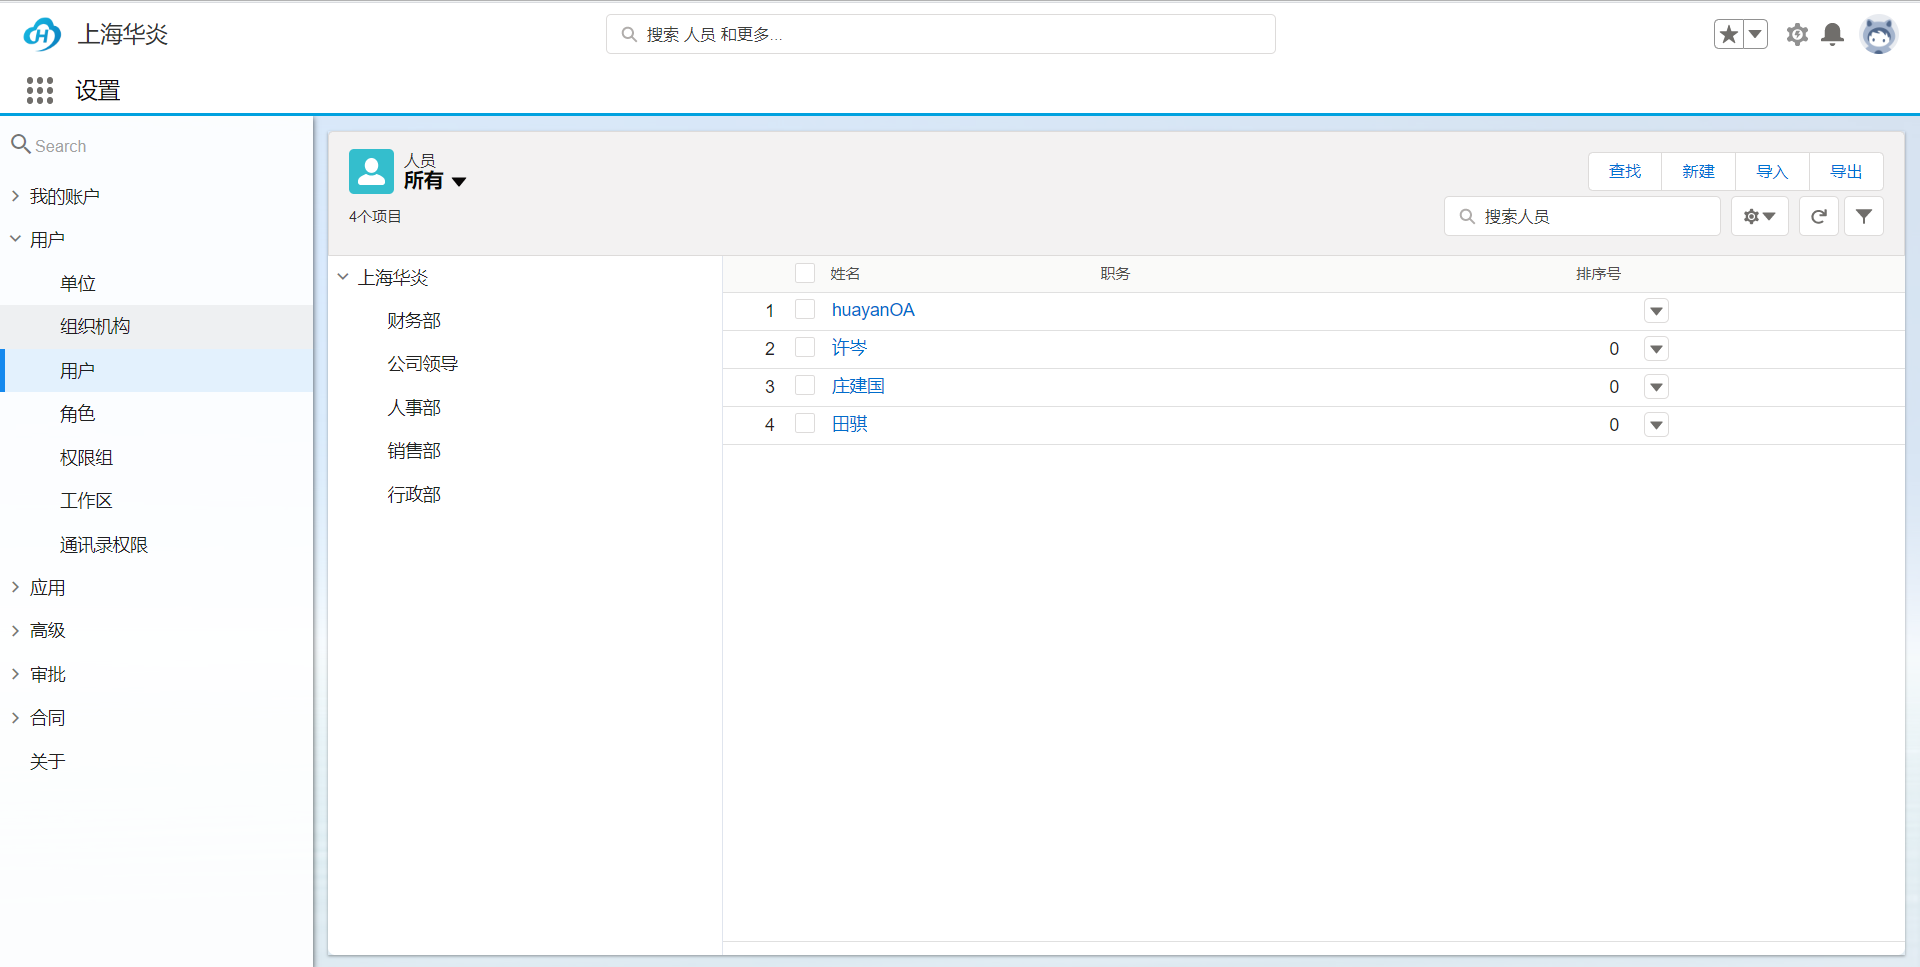 上海华炎
搜索 人员 和更多...
设置
Search
我的账户
用户
单位
组织机构
用户
角色
权限组
工作区
通讯录权限
应用
高级
审批
合同
关于
人员
所有
4个项目
查找 新建 导入 导出
搜索人员
上海华炎
财务部
公司领导
人事部
销售部
行政部
姓名 职务 排序号
1 huayanOA
2 许岑 0
3 庄建国 0
4 田骐 0